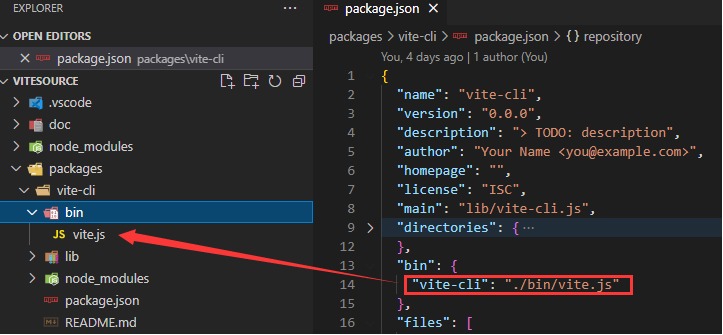 EXPLORER
OPEN EDITORS
package.json packages\vite-cli
VITESOURCE
.vscode
doc
node_modules
packages
vite-cli
bin
JS vite.js
lib
node_modules
package.json
README.md
package.json
packages > vite-cli > package.json > {} repository
You, 4 days ago | 1 author (You)
1 {
2 "name": "vite-cli",
3 "version": "0.0.0",
4 "description": "> TODO: description",
5 "author": "Your Name <you@example.com>",
6 "homepage": "",
7 "license": "ISC",
8 "main": "lib/vite-cli.js",
9 "directories": { ···
12 },
13 "bin": {
14 "vite-cli": "./bin/vite.js"
15 },
16 "files": [